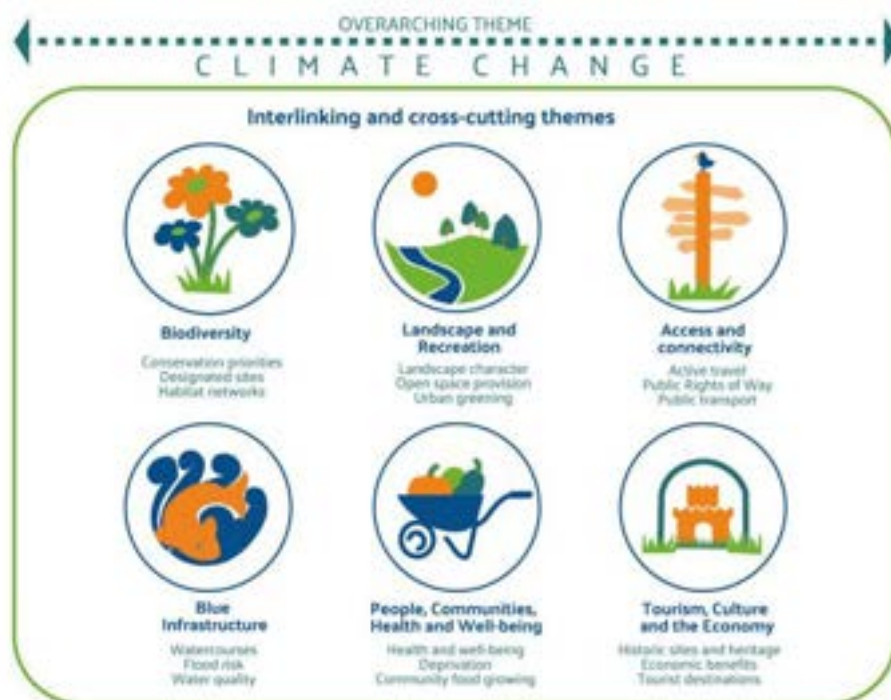 OVERARCHING THEME
CLIMATE CHANGE
Interlinking and cross-cutting themes
Biodiversity
Conservation priorities
Designated sites
Habitat networks
Landscape and
Recreation
Landscape character
Open space provision
Urban greening
Access and
connectivity
Active travel
Public Rights of Way
Public transport
Blue
Infrastructure
Watercourses
Flood risk
Water quality
People, Communities,
Health and Well-being
Health and well-being
Deprivation
Community food growing
Tourism, Culture
and the Economy
Historic sites and heritage
Economic benefits
Tourist destinations